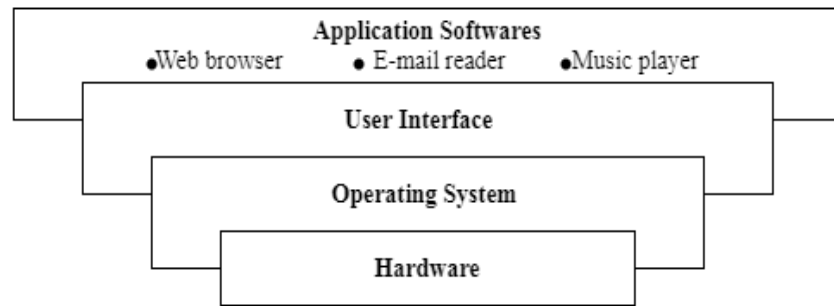 Application Softwares
●Web browser ● E-mail reader ●Music player
User Interface
Operating System
Hardware